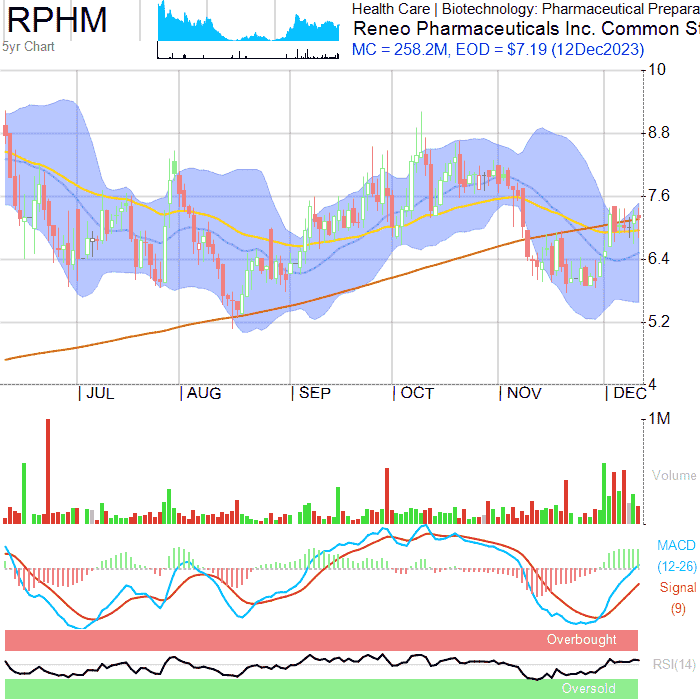 RPHM
5yr Chart
Health Care | Biotechnology: Pharmaceutical Prepara
Reneo Pharmaceuticals Inc. Common St
MC = 258.2M, EOD = $7.19 (12Dec2023)
10
8.8
7.6
6.4
5.2
4
| JUL
| AUG
| SEP
| OCT
| NOV
| DEC
1M
Volume
MACD
(12-26)
Signal
(9)
Overbought
RSI(14)
Oversold